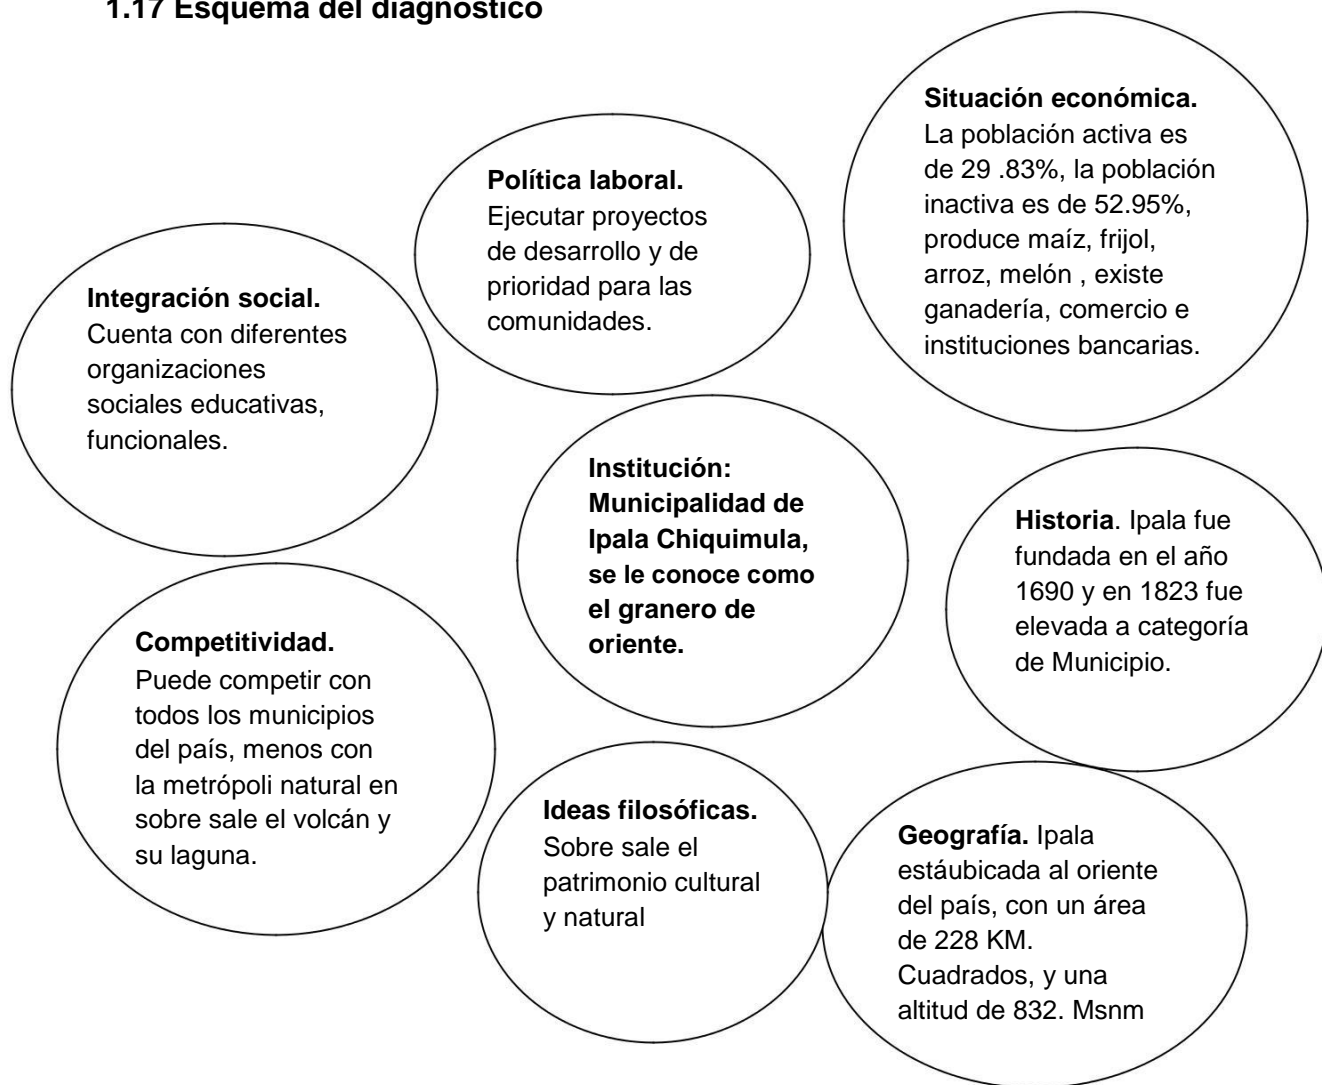 1.17 Esquema del diagnóstico
Situación económica.
La población activa es
de 29 .83%, la población
inactiva es de 52.95%,
produce maíz, frijol,
arroz, melón , existe
ganadería, comercio e
instituciones bancarias.
Política laboral.
Ejecutar proyectos
de desarrollo y de
prioridad para las
comunidades.
Integración social.
Cuenta con diferentes
organizaciones
sociales educativas,
funcionales.
Institución:
Municipalidad de
Ipala Chiquimula,
se le conoce como
el granero de
oriente.
Historia. Ipala fue
fundada en el año
1690 y en 1823 fue
elevada a categoría
de Municipio.
Competitividad.
Puede competir con
todos los municipios
del país, menos con
la metrópoli natural en
sobre sale el volcán y
su laguna.
Ideas filosóficas.
Sobre sale el
patrimonio cultural
y natural
Geografía. Ipala
estáubicada al oriente
del país, con un área
de 228 KM.
Cuadrados, y una
altitud de 832. Msnm